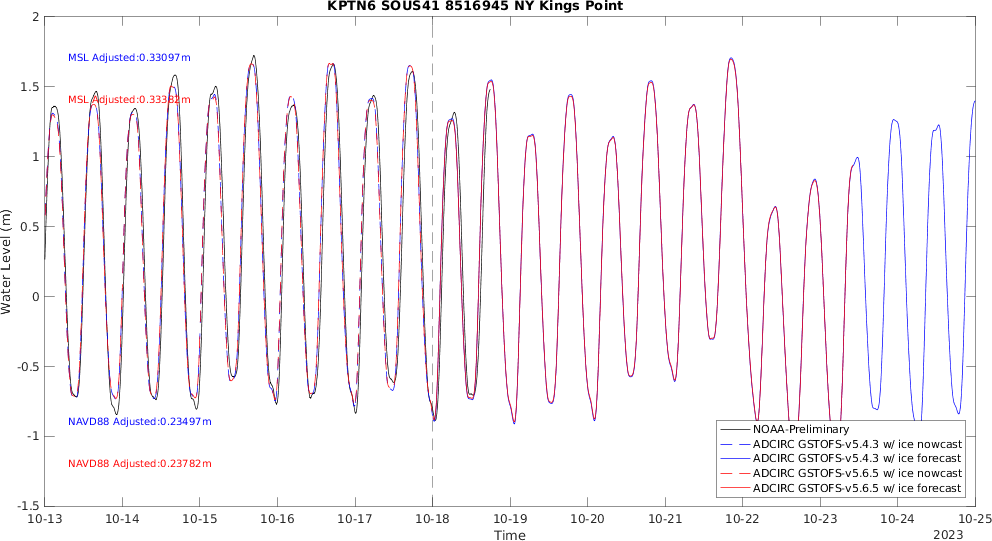 KPTN6 SOUS41 8516945 NY Kings Point
Water Level (m)
2
1.5
1
0.5
0
-0.5
-1
-1.5
MSL Adjusted:0.33097m
MSL Adjusted:0.33382m
NAVD88 Adjusted:0.23497m
NAVD88 Adjusted:0.23782m
NOAA-Preliminary
ADCIRC GSTOFS-v5.4.3 w/ ice nowcast
ADCIRC GSTOFS-v5.4.3 w/ ice forecast
ADCIRC GSTOFS-v5.6.5 w/ ice nowcast
ADCIRC GSTOFS-v5.6.5 w/ ice forecast
10-13 10-14 10-15 10-16 10-17 10-18 10-19 10-20 10-21 10-22 10-23 10-24 10-25
Time
2023